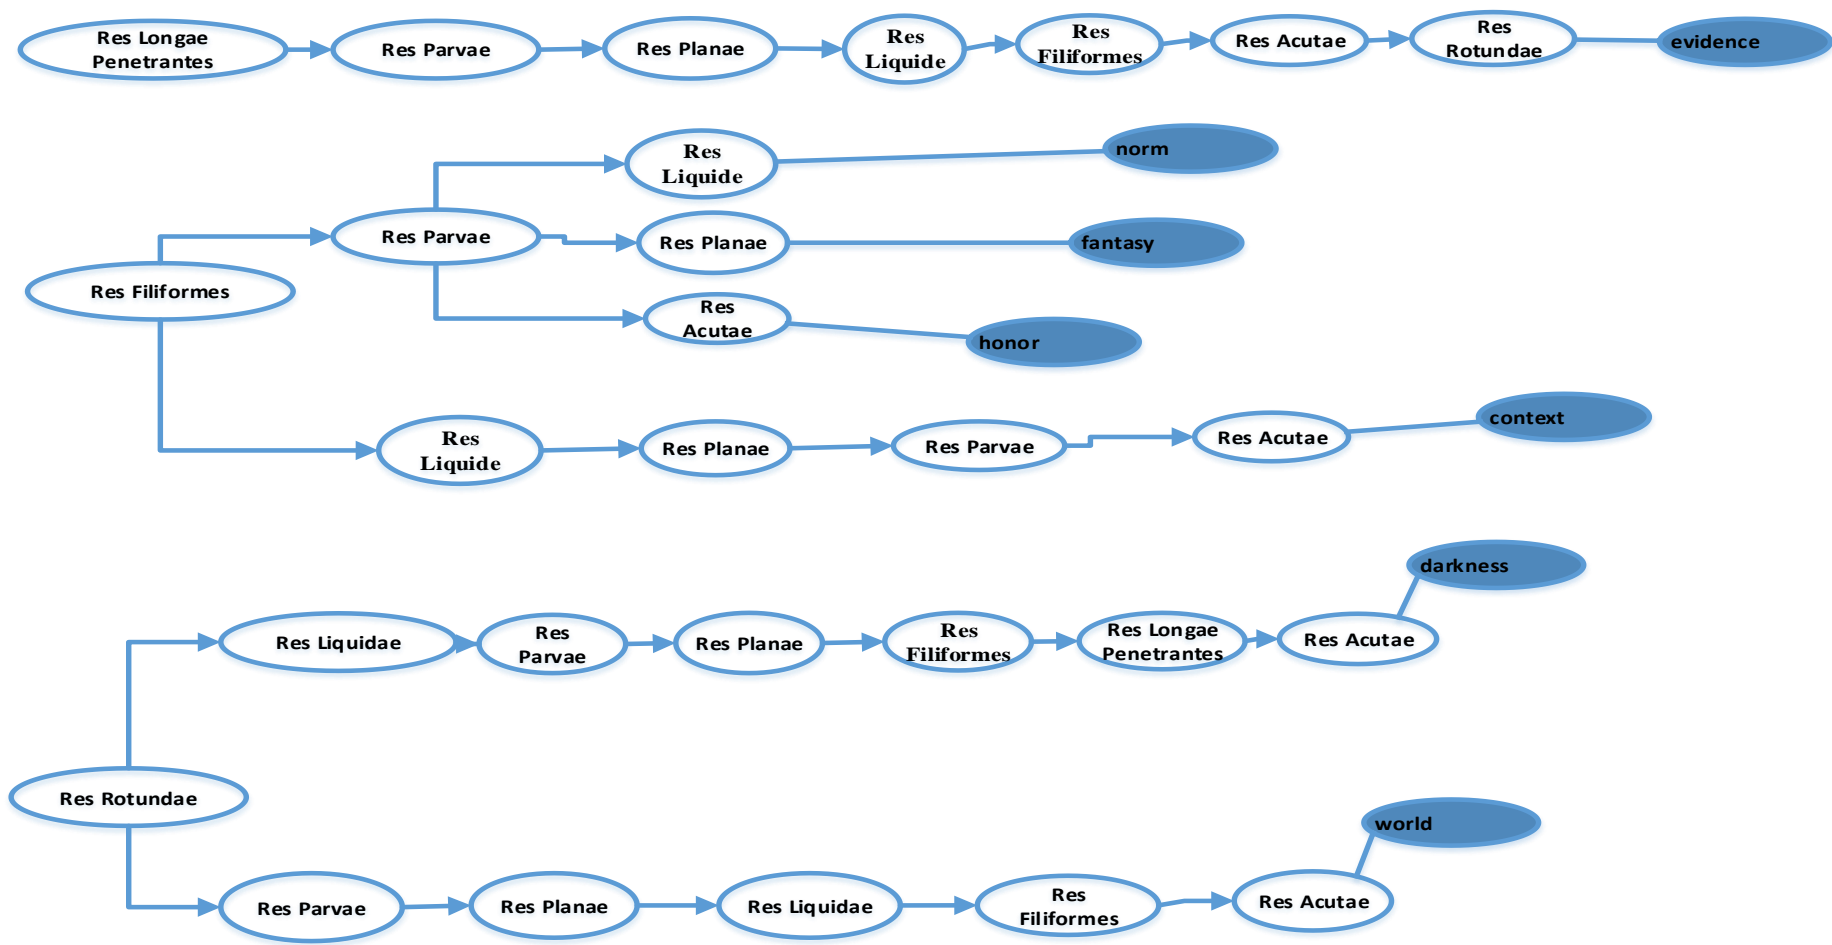 Res Longae
Penetrantes
Res Parvae
Res Planae
Res
Liquide
Res
Filiformes
Res Acutae
Res
Rotundae
evidence
Res
Liquide
norm
Res Parvae
Res Planae
fantasy
Res Filiformes
Res
Acutae
honor
Res
Liquide
Res Planae
Res Parvae
Res Acutae
context
darkness
Res Liquidae
Res
Parvae
Res Planae
Res
Filiformes
Res Longae
Penetrantes
Res Acutae
Res Rotundae
world
Res Parvae
Res Planae
Res Liquidae
Res
Filiformes
Res Acutae